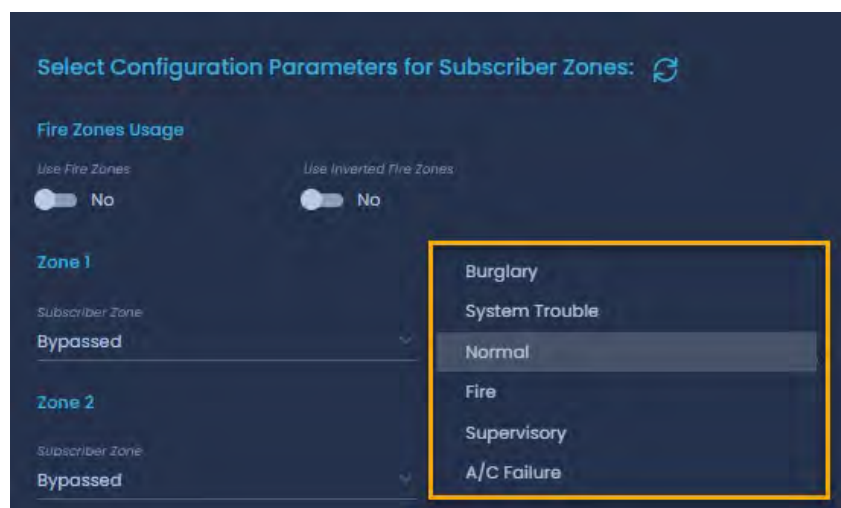 Select Configuration Parameters for Subscriber Zones:
Fire Zones Usage
Use Fire Zones
Use Inverted Fire Zones
No
No
Zone 1
Subscriber Zone
Bypassed
Zone 2
Subscriber Zone
Bypassed
Burglary
System Trouble
Normal
Fire
Supervisory
A/C Failure